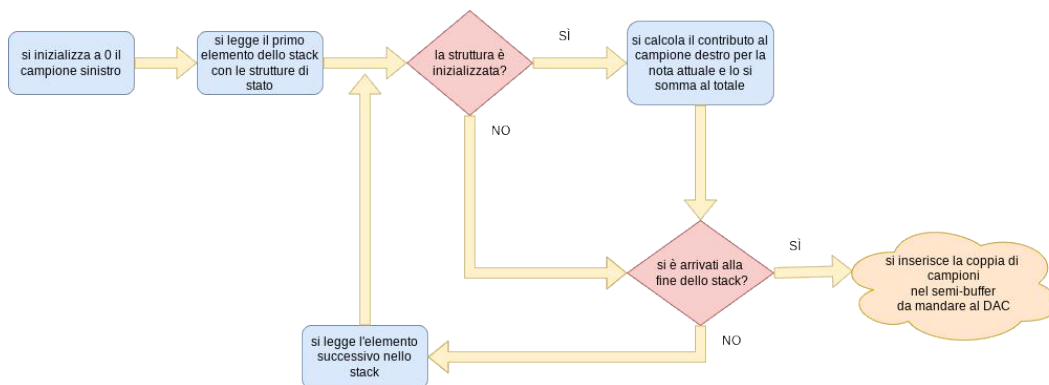 si inizializza a 0 il
campione sinistro
si legge il primo
elemento dello stack
con le strutture di
stato
la struttura è
inizializzata?
SÌ
si calcola il contributo al
campione destro per la
nota attuale e lo si
somma al totale
NO
si è arrivati alla
fine dello stack?
SÌ
si inserisce la coppia di
campioni
nel semi-buffer
da mandare al DAC
NO
si legge l'elemento
successivo nello
stack